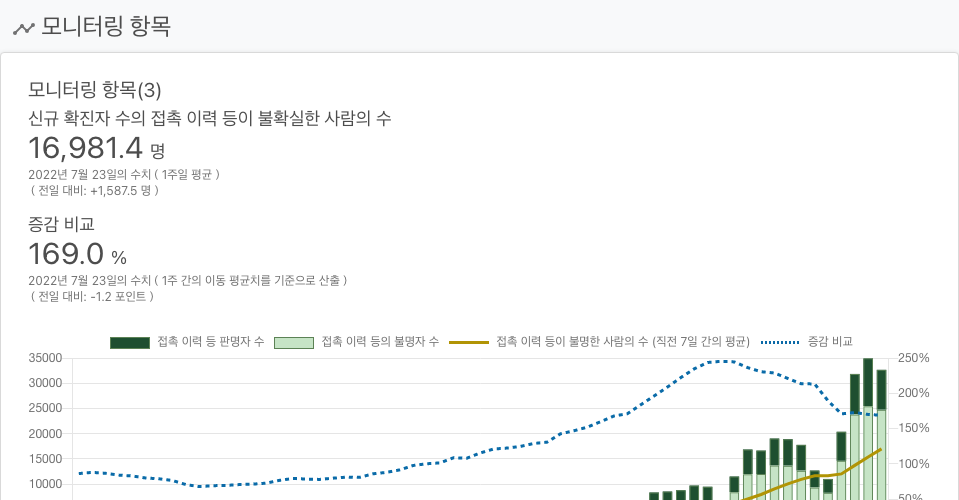 모니터링 항목
모니터링 항목(3)
신규 확진자 수의 접촉 이력 등이 불확실한 사람의 수
16,981.4 명
2022년 7월 23일의 수치 ( 1주일 평균 )
( 전일 대비: +1,587.5 명 )
증감 비교
169.0 %
2022년 7월 23일의 수치 ( 1주 간의 이동 평균치를 기준으로 산출 )
( 전일 대비: -1.2 포인트 )
접촉 이력 등 판명자 수 접촉 이력 등의 불명자 수 접촉 이력 등이 불명한 사람의 수 (직전 7일 간의 평균) 증감 비교
35000 250%
30000
200%
25000
20000 150%
15000
100%
10000
50%